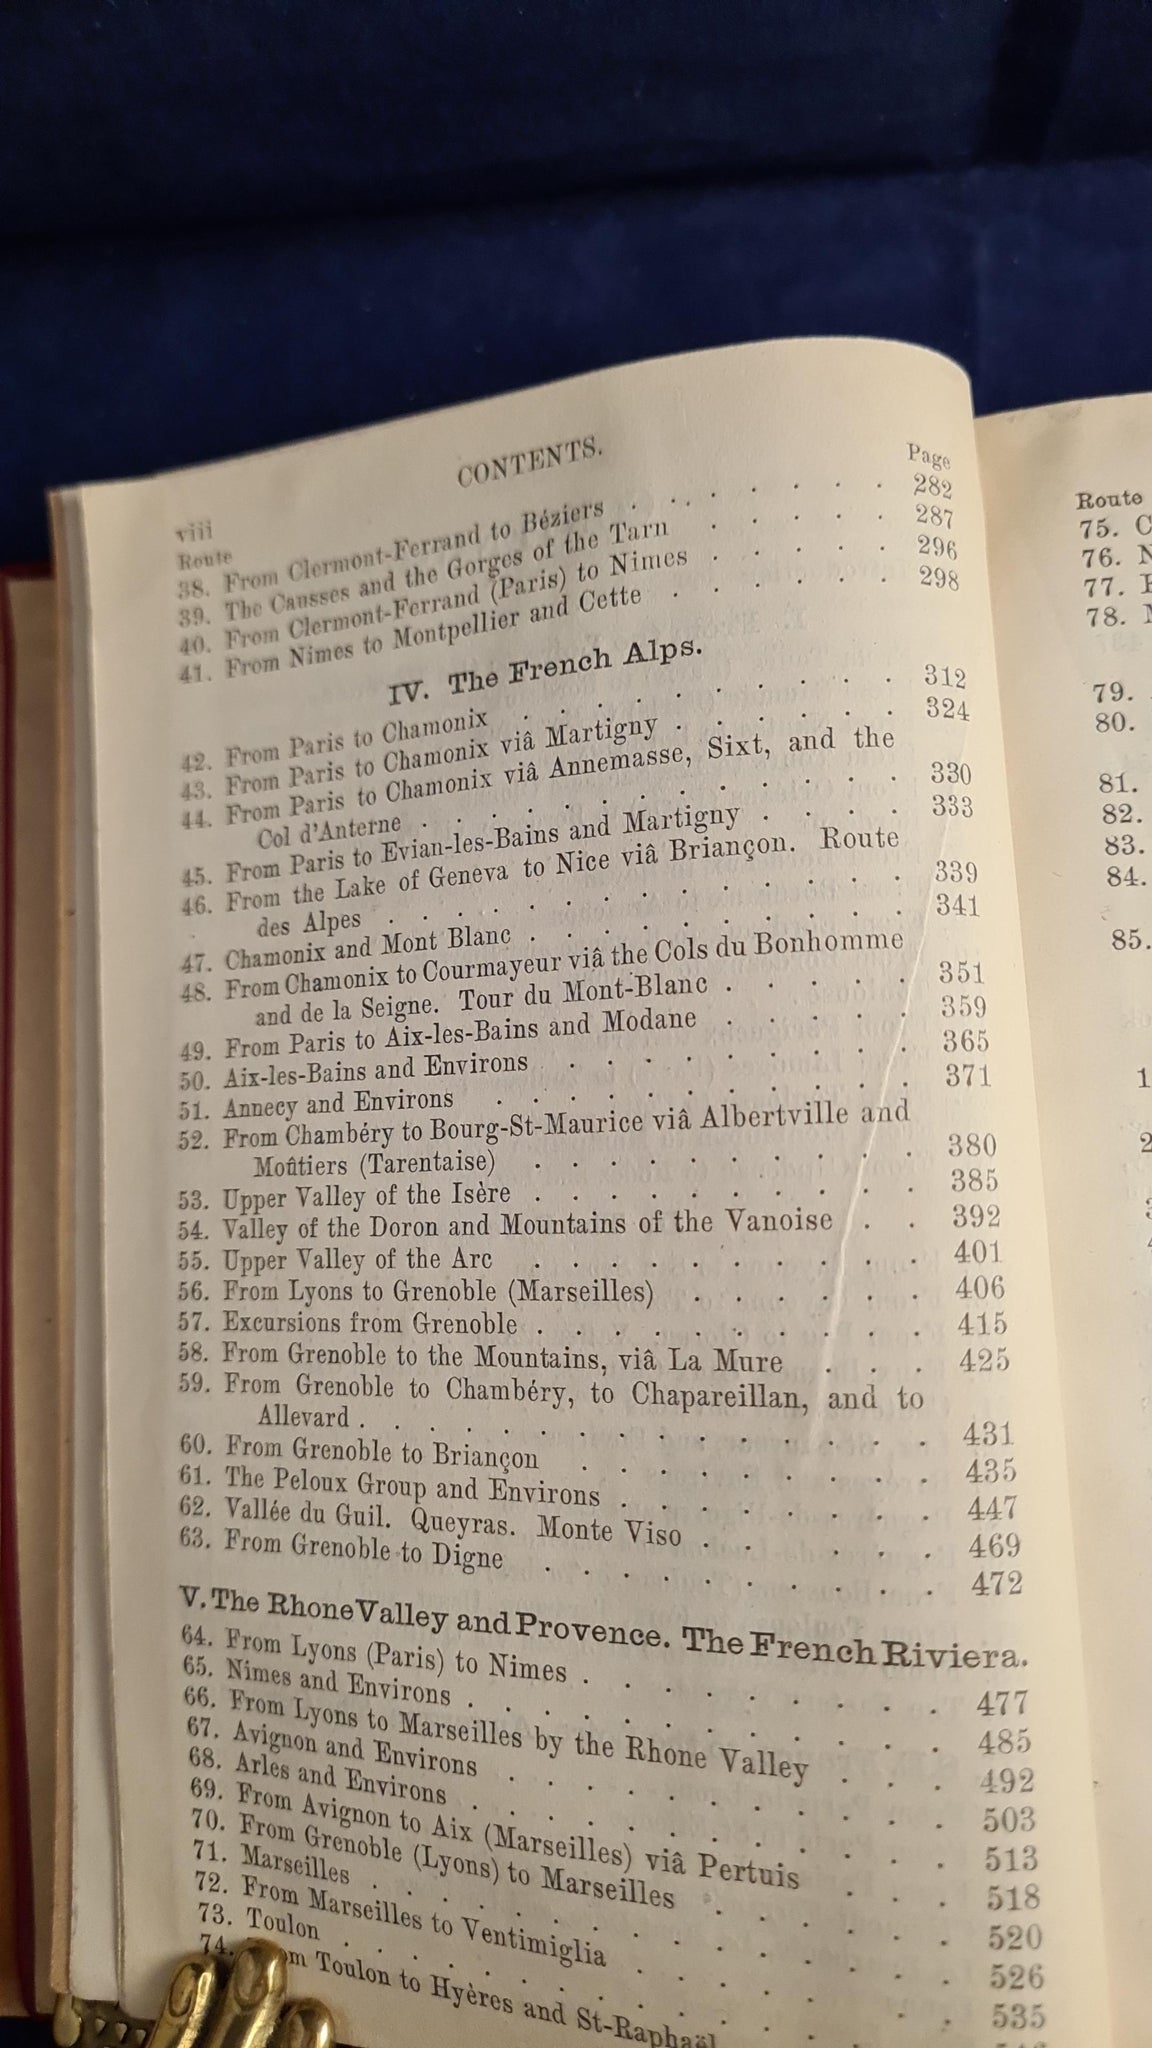 CONTENTS.
viii
Route Page
38. From Clermont-Ferrand to Béziers . . . . . . . . 282
39. The Causses and the Gorges of the Tarn . . . . . 287
40. From Clermont-Ferrand (Paris) to Nimes . . . . . 296
41. From Nimes to Montpellier and Cette . . . . . . 298
IV. The French Alps.
42. From Paris to Chamonix . . . . . . . . . . 312
43. From Paris to Chamonix viâ Martigny . . . . . . 324
44. From Paris to Chamonix viâ Annemasse, Sixt, and the
Col d'Anterne . . . . . . . . . . . . 330
45. From Paris to Evian-les-Bains and Martigny . . . . 333
46. From the Lake of Geneva to Nice viâ Briançon. Route
des Alpes . . . . . . . . . . . . . 339
47. Chamonix and Mont Blanc . . . . . . . . . 341
48. From Chamonix to Courmayeur viâ the Cols du Bonhomme
and de la Seigne. Tour du Mont-Blanc . . . . . 351
49. From Paris to Aix-les-Bains and Modane . . . . . 359
50. Aix-les-Bains and Environs . . . . . . . . 365
51. Annecy and Environs . . . . . . . . . . 371
52. From Chambéry to Bourg-St-Maurice viâ Albertville and
Moûtiers (Tarentaise) . . . . . . . . . 380
53. Upper Valley of the Isère . . . . . . . . . 385
54. Valley of the Doron and Mountains of the Vanoise . . 392
55. Upper Valley of the Arc . . . . . . . . . 401
56. From Lyons to Grenoble (Marseilles) . . . . . . 406
57. Excursions from Grenoble . . . . . . . . . 415
58. From Grenoble to the Mountains, viâ La Mure . . . 425
59. From Grenoble to Chambéry, to Chapareillan, and to
Allevard . . . . . . . . . . . . . 431
60. From Grenoble to Briançon . . . . . . . . 435
61. The Peloux Group and Environs . . . . . . . 447
62. Vallée du Guil. Queyras. Monte Viso . . . . . . 469
63. From Grenoble to Digne . . . . . . . . . 472
V. The Rhone Valley and Provence. The French Riviera.
64. From Lyons (Paris) to Nimes . . . . . . . . 477
65. Nimes and Environs . . . . . . . . . . . 485
66. From Lyons to Marseilles by the Rhone Valley . . . 492
67. Avignon and Environs . . . . . . . . . . 503
68. Arles and Environs . . . . . . . . . . . 513
69. From Avignon to Aix (Marseilles) viâ Pertuis . . . 518
70. From Grenoble (Lyons) to Marseilles . . . . . . 520
71. Marseilles . . . . . . . . . . . . . 526
72. From Marseilles to Ventimiglia . . . . . . . 535
73. Toulon . . . . . . . . . . . . .
74. Toulon to Hyères and St-Raphaël
Route
75.
76.
77.
78.
79.
80.
81.
82.
83.
84.
85.